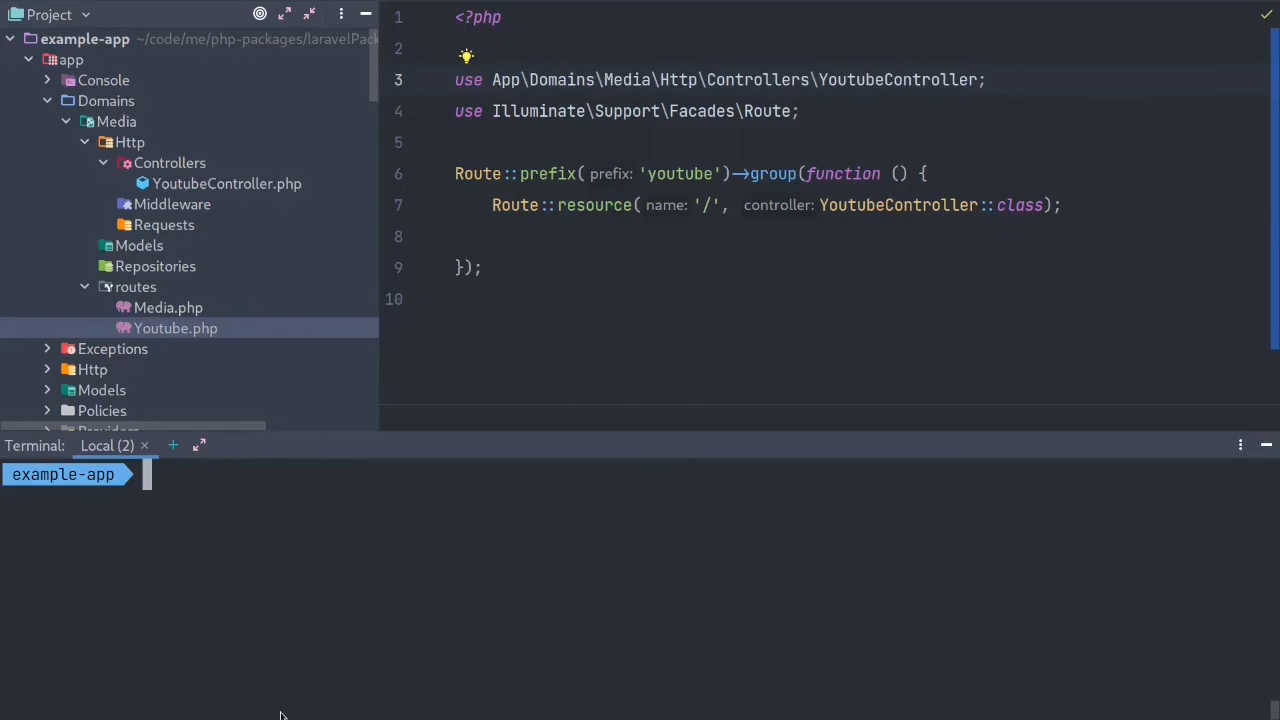 Project
example-app ~/code/me/php-packages/laravelPack
app
Console
Domains
Media
Http
Controllers
YoutubeController.php
Middleware
Requests
Models
Repositories
routes
Media.php
Youtube.php
Exceptions
Http
Models
Policies
Providers
1 <?php
2
3 use App\Domains\Media\Http\Controllers\YoutubeController;
4 use Illuminate\Support\Facades\Route;
5
6 Route::prefix( prefix: 'youtube')->group(function () {
7 Route::resource( name: '/', controller: YoutubeController::class);
8
9 });
10
Terminal: Local (2) × +
example-app